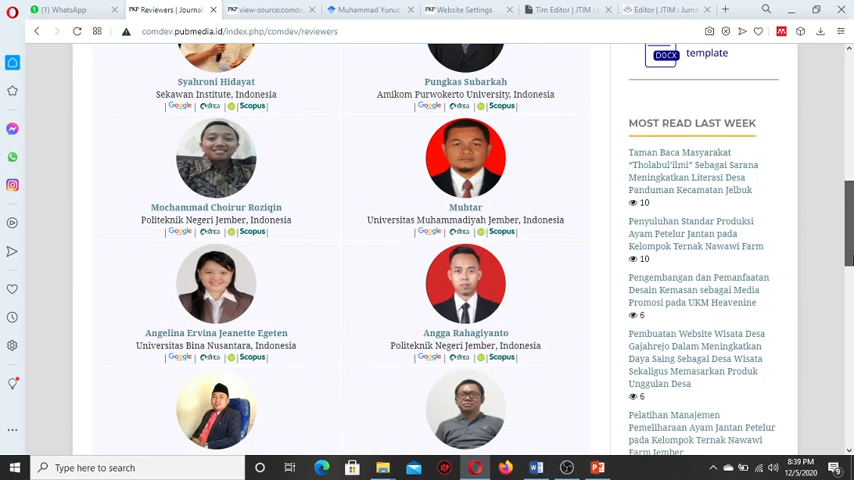 (1) WhatsApp
Reviewers | Journal
view-source:comde
Muhammad Yunus
Website Settings
Tim Editor | JTIM : Jurn
Editor | JTIM : Jurna
comdev.pubmedia.id/index.php/comdev/reviewers
Syahroni Hidayat
Sekawan Institute, Indonesia
| Google | | | Scopus |
Pungkas Subarkah
Amikom Purwokerto University, Indonesia
| Google | | | Scopus |
Mochammad Choirur Roziqin
Politeknik Negeri Jember, Indonesia
| Google | | | Scopus |
Muhtar
Universitas Muhammadiyah Jember, Indonesia
| Google | | | Scopus |
Angelina Ervina Jeanette Egeten
Universitas Bina Nusantara, Indonesia
| Google | | | Scopus |
Angga Rahagiyanto
Politeknik Negeri Jember, Indonesia
| Google | | | Scopus |
DOCX
template
MOST READ LAST WEEK
Taman Baca Masyarakat
“Tholabul’ilmi” Sebagai Sarana
Meningkatkan Literasi Desa
Panduman Kecamatan Jelbuk
10
Penyuluhan Standar Produksi
Ayam Petelur Jantan pada
Kelompok Ternak Nawawi Farm
10
Pengembangan dan Pemanfaatan
Desain Kemasan sebagai Media
Promosi pada UKM Heavenine
6
Pembuatan Website Wisata Desa
Gajahrejo Dalam Meningkatkan
Daya Saing Sebagai Desa Wisata
Sekaligus Memasarkan Produk
Unggulan Desa
6
Pelatihan Manajemen
Pemeliharaan Ayam Jantan Petelur
pada Kelompok Ternak Nawawi
Farm Jember
Type here to search
8:39 PM
12/5/2020